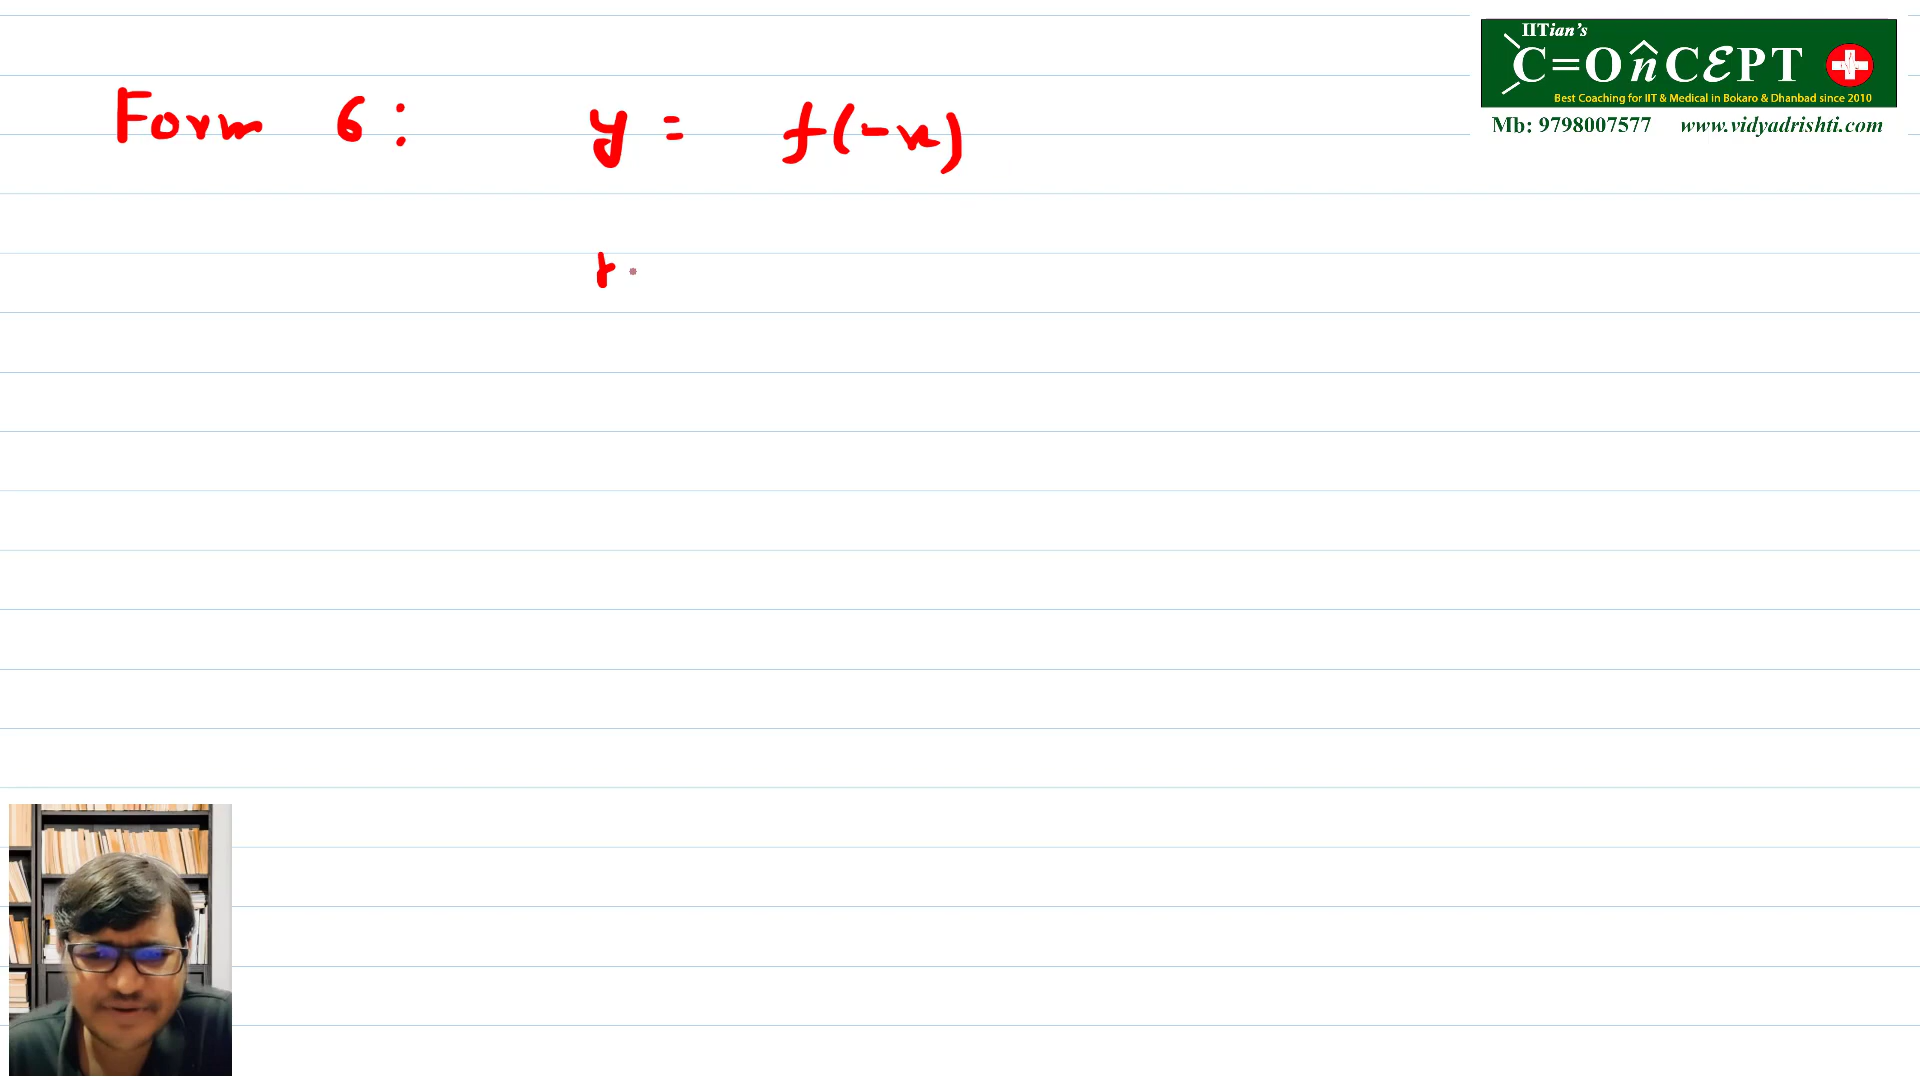 Form 6 : y = f(-x)
IITian's
C=OnCEPT
Best Coaching for IIT & Medical in Bokaro & Dhanbad since 2010
Mb: 9798007577 www.vidyadrishti.com